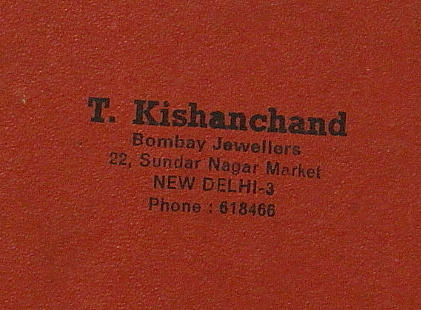 T. Kishanchand
Bombay Jewellers
22, Sundar Nagar Market
NEW DELHI-3
Phone : 618466